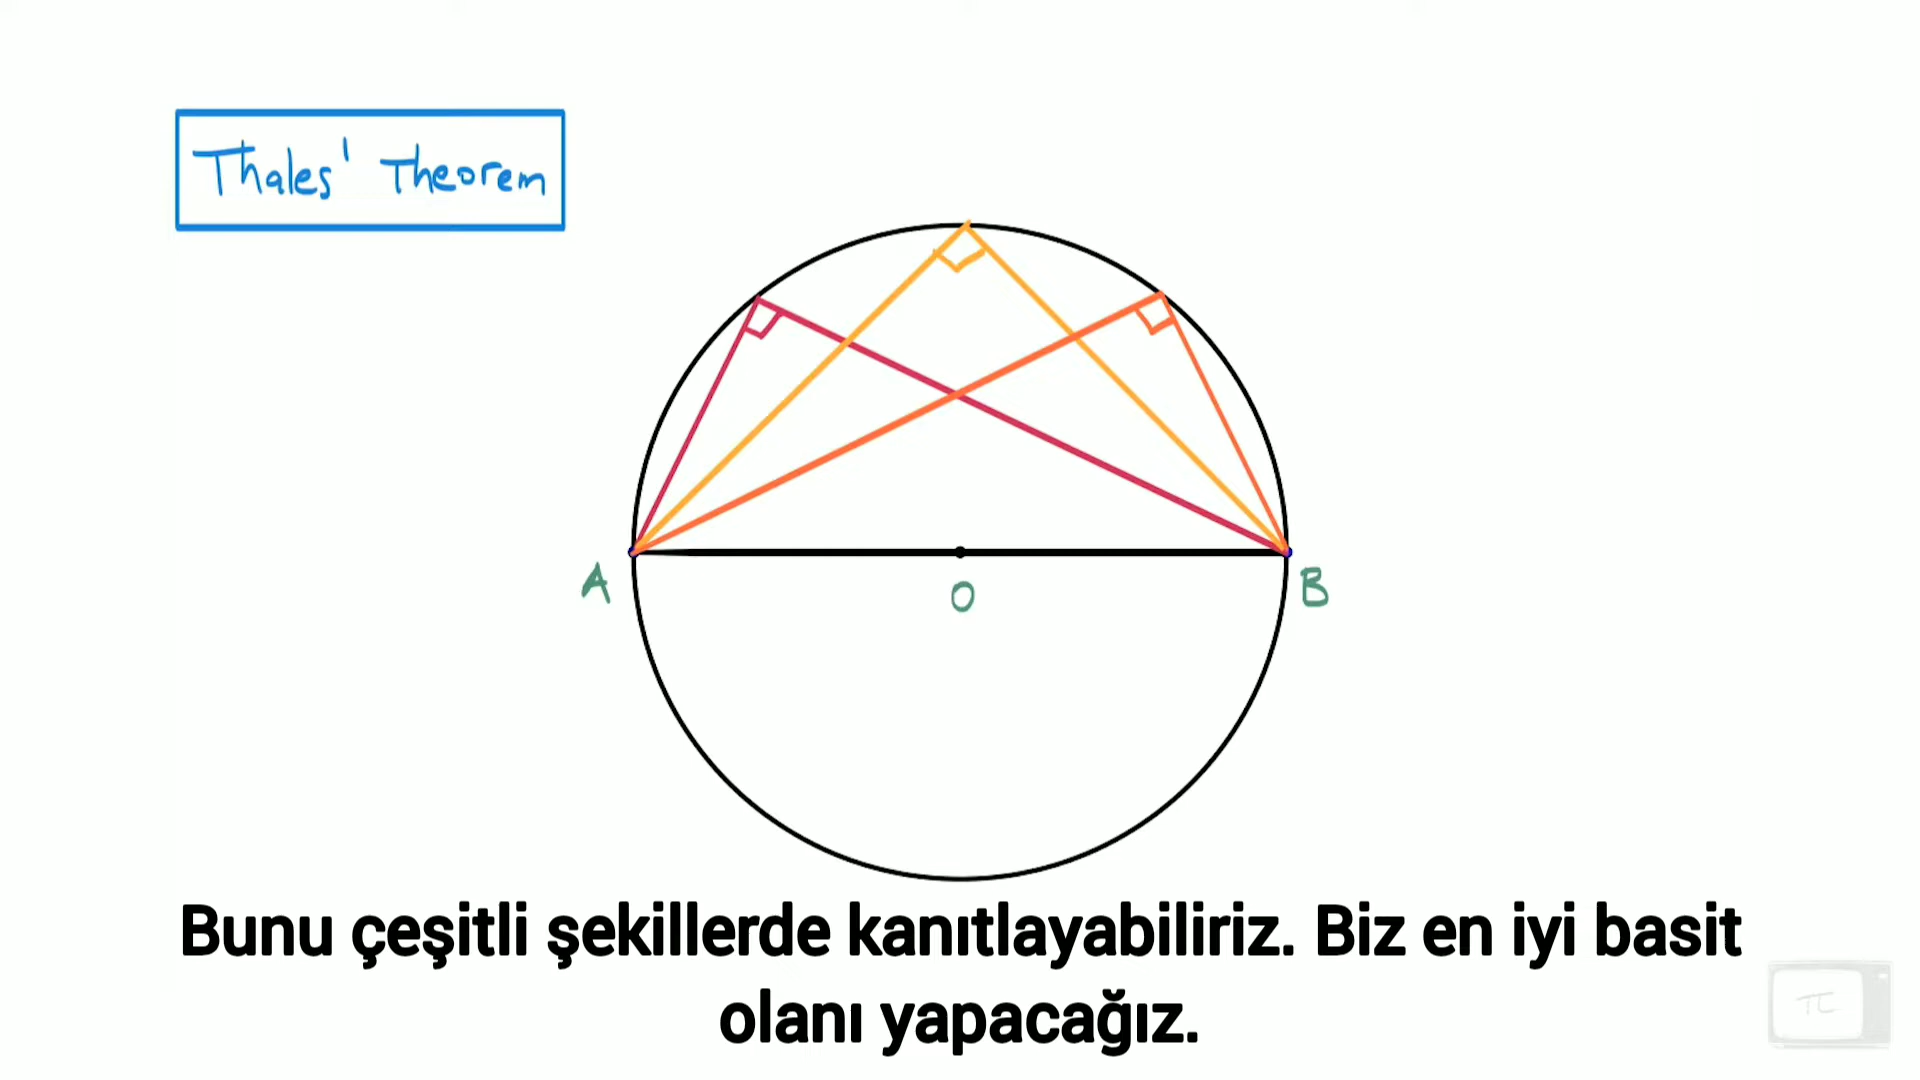 Thales' Theorem
A
O
B
Bunu çeşitli şekillerde kanıtlayabiliriz. Biz en iyi basit
olanı yapacağız.
π